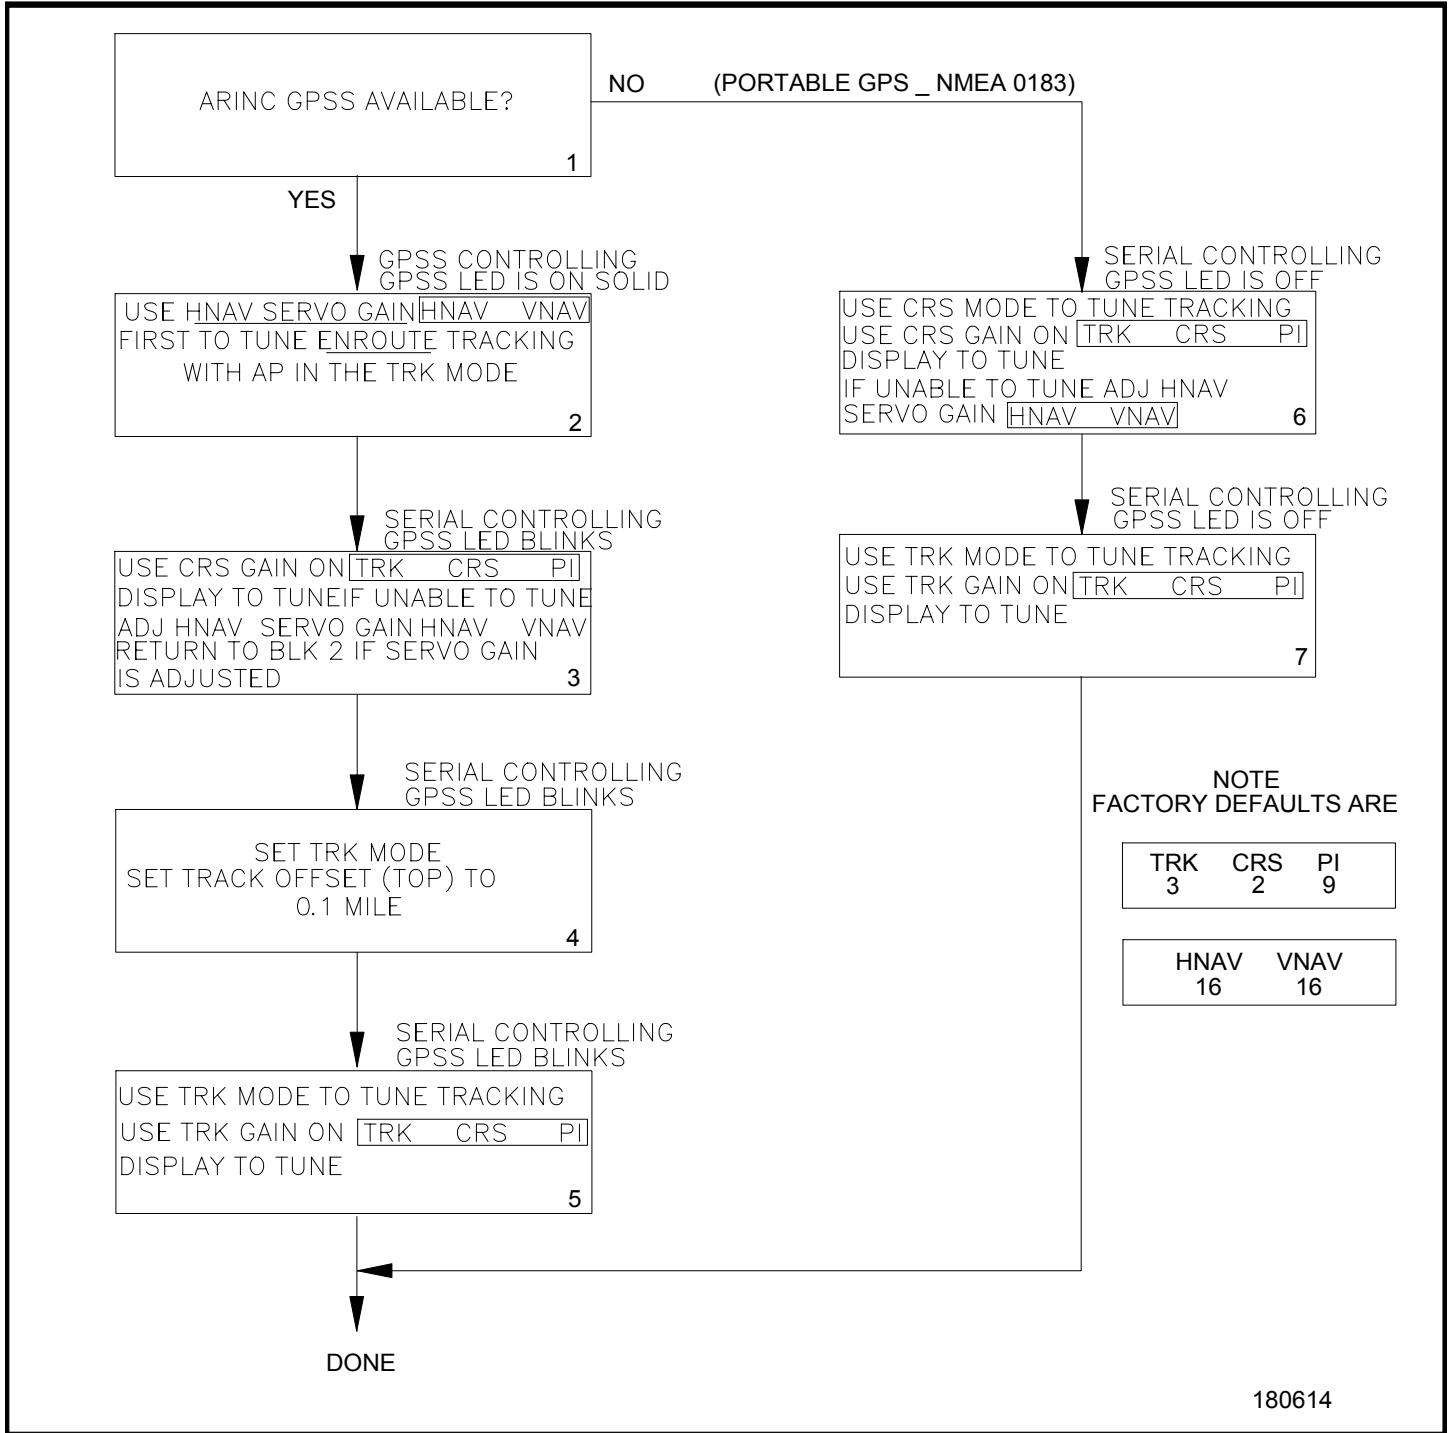 ARINC GPSS AVAILABLE?
1
NO (PORTABLE GPS _ NMEA 0183)
YES
GPSS CONTROLLING
GPSS LED IS ON SOLID
USE HNAV SERVO GAIN HNAV VNAV
FIRST TO TUNE ENROUTE TRACKING
WITH AP IN THE TRK MODE
2
SERIAL CONTROLLING
GPSS LED BLINKS
USE CRS GAIN ON TRK CRS PI
DISPLAY TO TUNEIF UNABLE TO TUNE
ADJ HNAV SERVO GAIN HNAV VNAV
RETURN TO BLK 2 IF SERVO GAIN
IS ADJUSTED
3
SERIAL CONTROLLING
GPSS LED BLINKS
SET TRK MODE
SET TRACK OFFSET (TOP) TO
0.1 MILE
4
SERIAL CONTROLLING
GPSS LED BLINKS
USE TRK MODE TO TUNE TRACKING
USE TRK GAIN ON TRK CRS PI
DISPLAY TO TUNE
5
DONE
SERIAL CONTROLLING
GPSS LED IS OFF
USE CRS MODE TO TUNE TRACKING
USE CRS GAIN ON TRK CRS PI
DISPLAY TO TUNE
IF UNABLE TO TUNE ADJ HNAV
SERVO GAIN HNAV VNAV
6
SERIAL CONTROLLING
GPSS LED IS OFF
USE TRK MODE TO TUNE TRACKING
USE TRK GAIN ON TRK CRS PI
DISPLAY TO TUNE
7
NOTE
FACTORY DEFAULTS ARE
TRK CRS PI
3 2 9
HNAV VNAV
16 16
180614